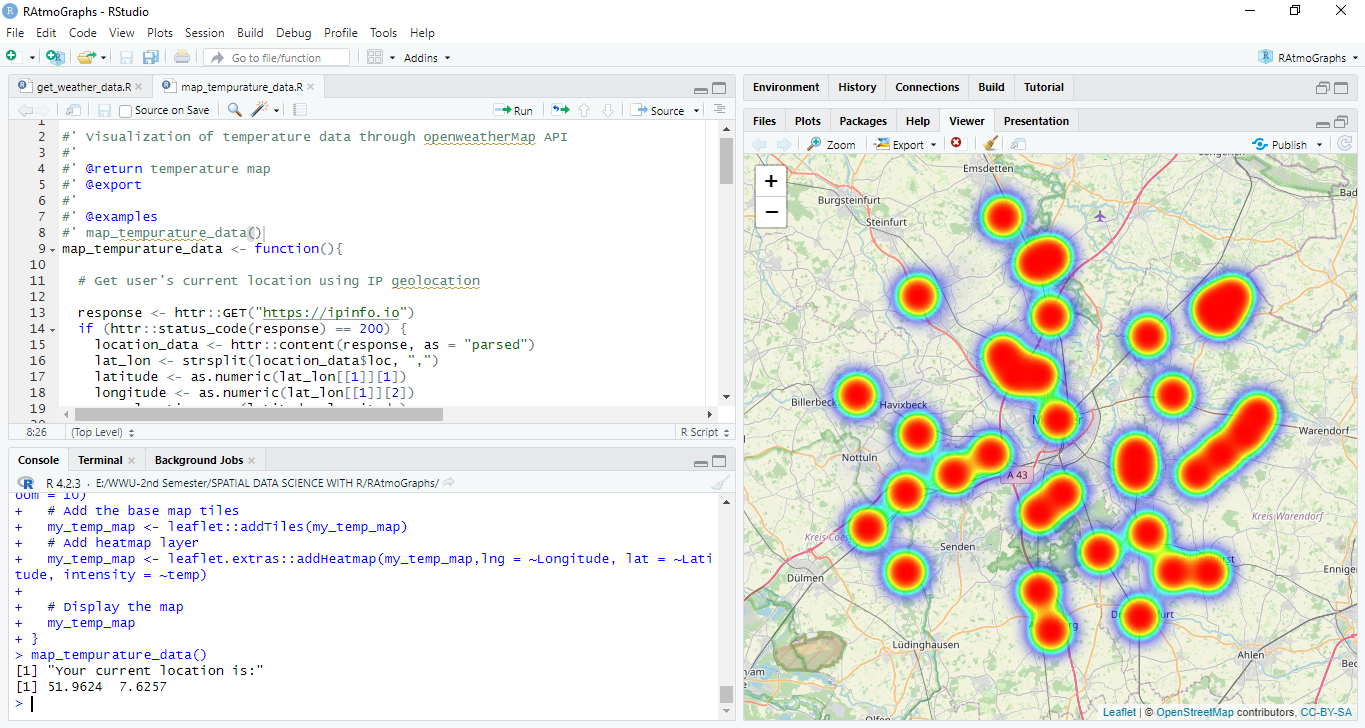 RAtmoGraphs - RStudio
File Edit Code View Plots Session Build Debug Profile Tools Help
Go to file/function Addins RAtmoGraphs
get_weather_data.R map_tempurature_data.R
Source on Save Run Source
1
2 #' Visualization of temperature data through openweatherMap API
3 #'
4 #' @return temperature map
5 #' @export
6 #'
7 #' @examples
8 #' map_tempurature_data()
9 map_tempurature_data <- function(){
10
11 # Get user's current location using IP geolocation
12
13 response <- httr::GET("https://ipinfo.io")
14 if (httr::status_code(response) == 200) {
15 location_data <- httr::content(response, as = "parsed")
16 lat_lon <- strsplit(location_data$loc, ",")
17 latitude <- as.numeric(lat_lon[[1]][1])
18 longitude <- as.numeric(lat_lon[[1]][2])
19
8:26 (Top Level) R Script
Console Terminal Background Jobs
R 4.2.3 · E:/WWU-2nd Semester/SPATIAL DATA SCIENCE WITH R/RAtmoGraphs/
oom = 10)
+ # Add the base map tiles
+ my_temp_map <- leaflet::addTiles(my_temp_map)
+ # Add heatmap layer
+ my_temp_map <- leaflet.extras::addHeatmap(my_temp_map,lng = ~Longitude, lat = ~Lati
tude, intensity = ~temp)
+
+ # Display the map
+ my_temp_map
+ }
> map_tempurature_data()
[1] "Your current location is:"
[1] 51.9624 7.6257
>
Environment History Connections Build Tutorial
Files Plots Packages Help Viewer Presentation
Zoom Export Publish
+
−
Emsdetten
Burgsteinfurt
Steinfurt
Bad
Billerbeck
Havixbeck
Warendorf
Nottuln
A 43
Kreis Warendorf
Senden
Enniger
Dülmen
Lüdinghausen
Ahlen
Leaflet | © OpenStreetMap contributors, CC-BY-SA